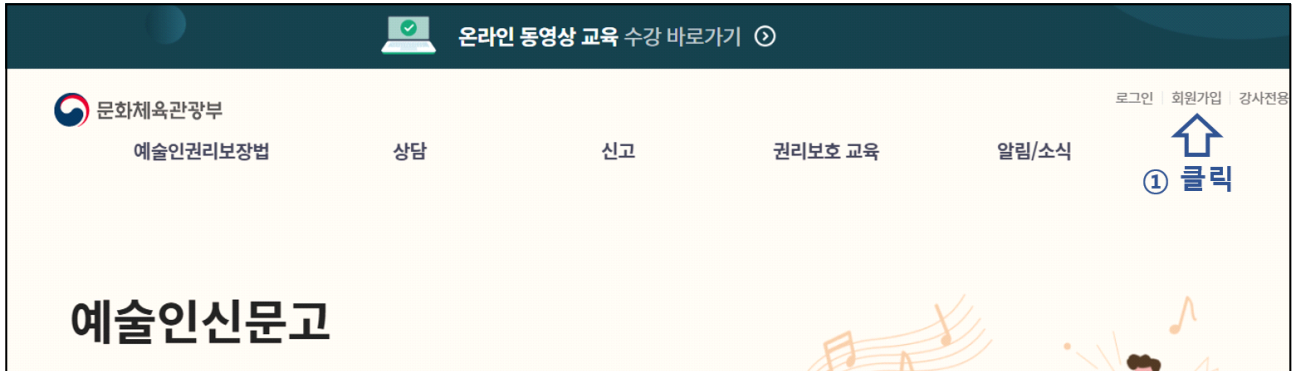 온라인 동영상 교육 수강 바로가기
문화체육관광부
로그인 회원가입 강사전용
예술인권리보장법 상담 신고 권리보호 교육 알림/소식
① 클릭
예술인신문고